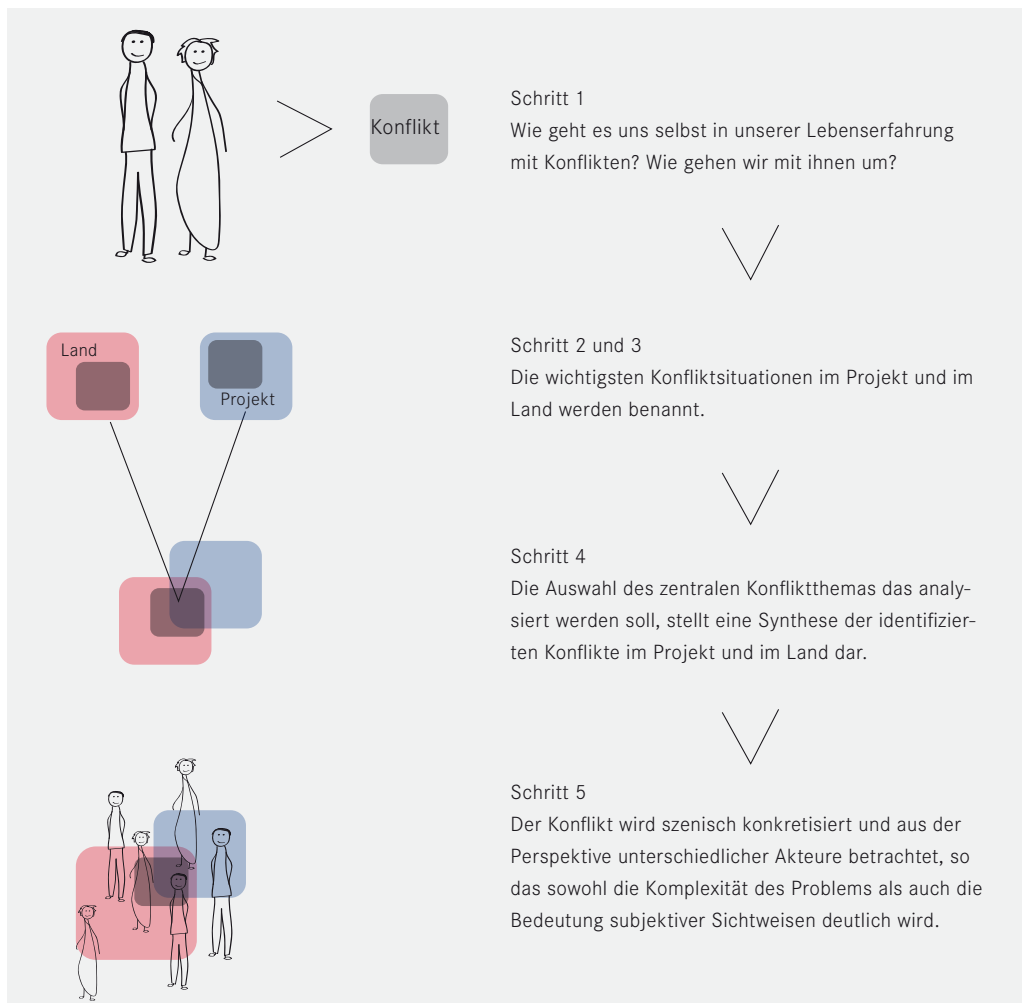 Konflikt
Schritt 1
Wie geht es uns selbst in unserer Lebenserfahrung
mit Konflikten? Wie gehen wir mit ihnen um?
Land
Projekt
Schritt 2 und 3
Die wichtigsten Konfliktsituationen im Projekt und im
Land werden benannt.
Schritt 4
Die Auswahl des zentralen Konfliktthemas das analy-
siert werden soll, stellt eine Synthese der identifizier-
ten Konflikte im Projekt und im Land dar.
Schritt 5
Der Konflikt wird szenisch konkretisiert und aus der
Perspektive unterschiedlicher Akteure betrachtet, so
das sowohl die Komplexität des Problems als auch die
Bedeutung subjektiver Sichtweisen deutlich wird.